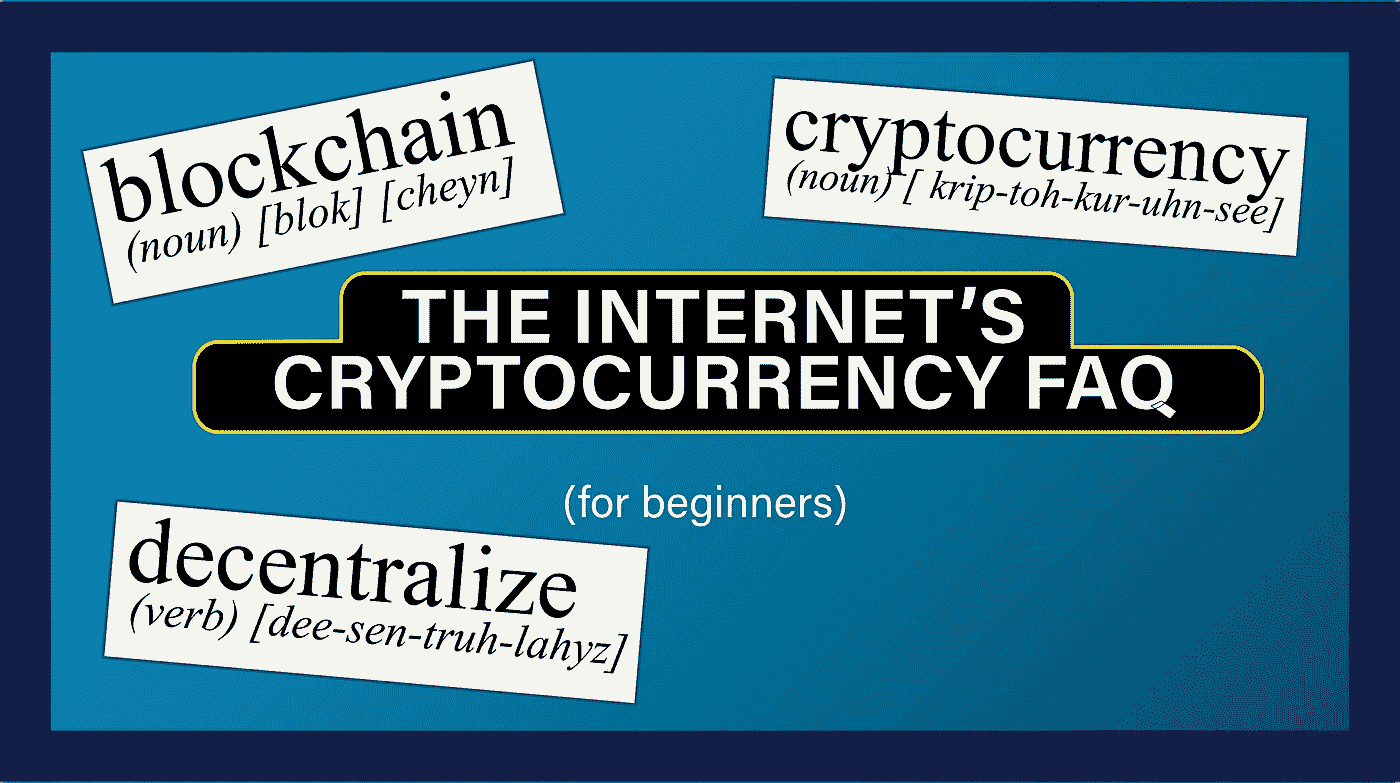 blockchain
(noun) [blok] [cheyn]
cryptocurrency
(noun) [ krip-toh-kur-uhn-see]
THE INTERNET’S
CRYPTOCURRENCY FAQ
(for beginners)
decentralize
(verb) [dee-sen-truh-lahyz]